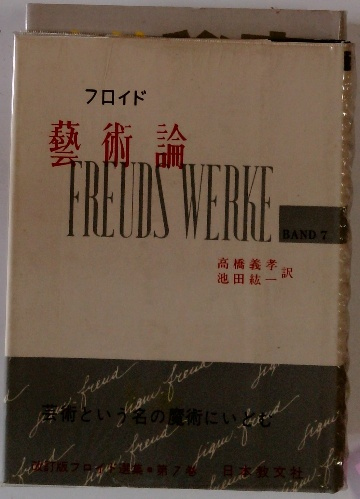 フロイド
藝術論
FREUDS WERKE
BAND 7
高橋義孝
池田紘一 訳
芸術という名の魔術にいどむ
改訂版フロイド選集・第7巻 日本教文社